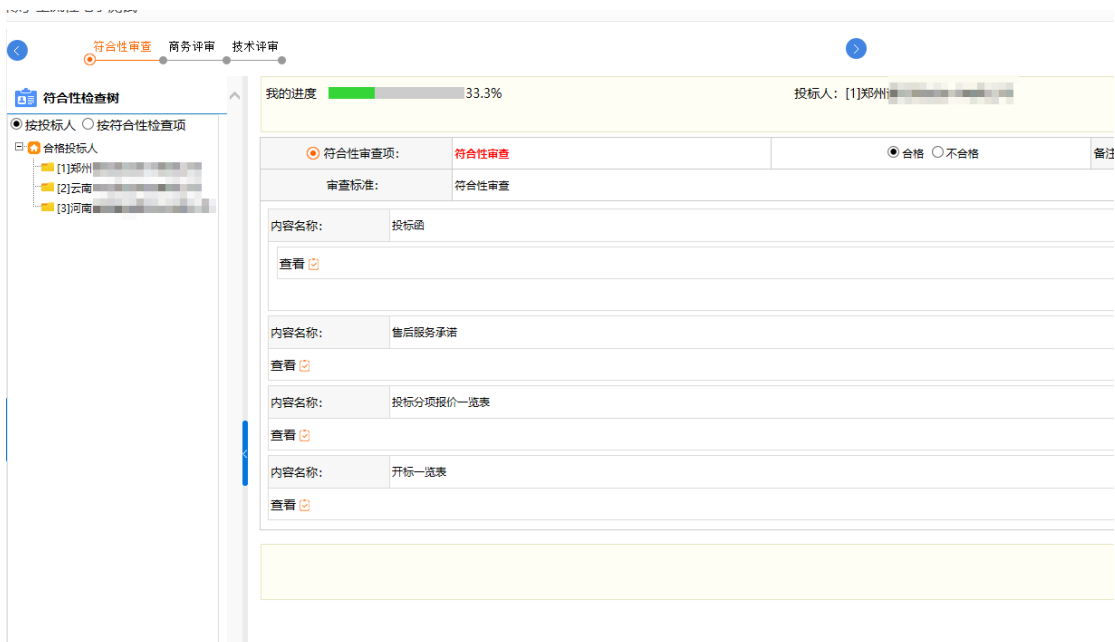 符合性审查 商务评审 技术评审
符合性检查树
按投标人 按符合性检查项
合格投标人
[1]郑州
[2]云南
[3]河南
我的进度 33.3% 投标人：[1]郑州
符合性审查项： 符合性审查 合格 不合格 备注
审查标准： 符合性审查
内容名称： 投标函
查看
内容名称： 售后服务承诺
查看
内容名称： 投标分项报价一览表
查看
内容名称： 开标一览表
查看